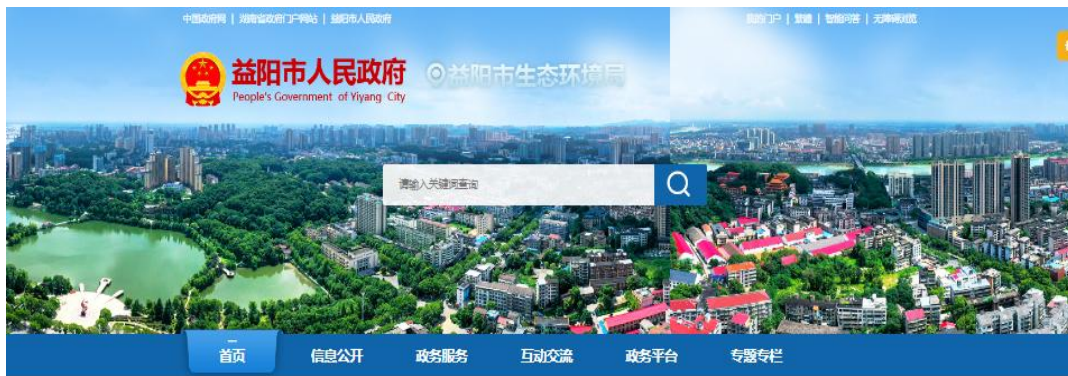 中国政府网 | 湖南省政府门户网站 | 益阳市人民政府
我的门户 | 繁體 | 智能问答 | 无障碍浏览
益阳市人民政府
People's Government of Yiyang City
益阳市生态环境局
请输入关键词查询
首页 信息公开 政务服务 互动交流 政务平台 专题专栏